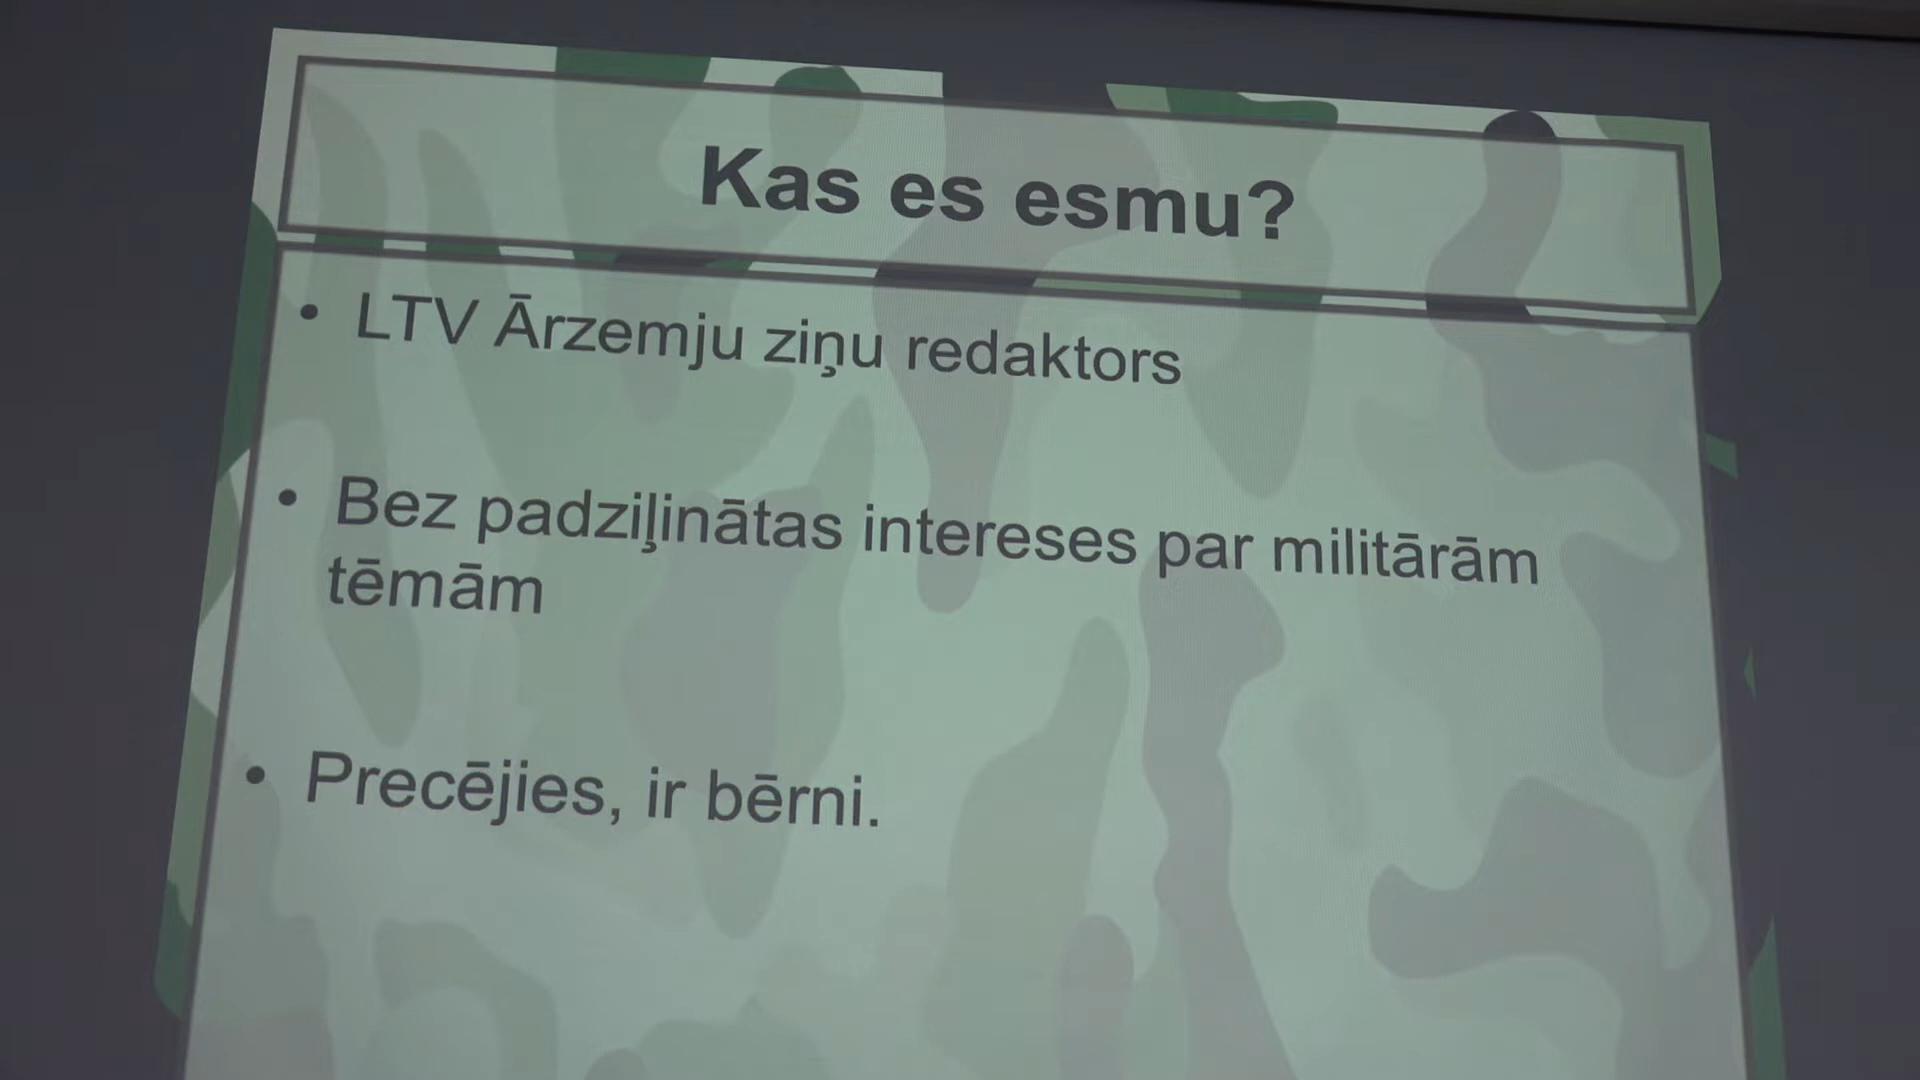 Kas es esmu?
• LTV Ārzemju ziņu redaktors
• Bez padziļinātas intereses par militārām
tēmām
• Precējies, ir bērni.